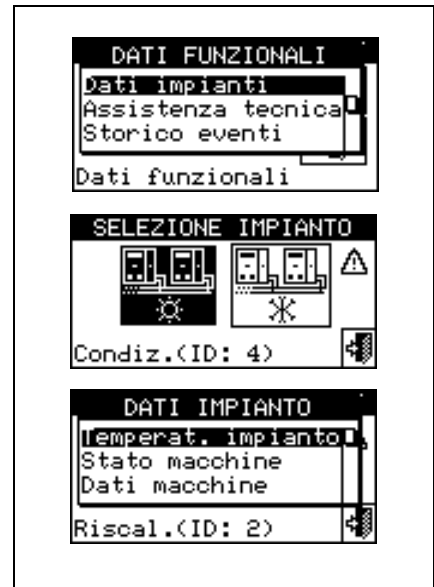 DATI FUNZIONALI
Dati impianti
Assistenza tecnica
Storico eventi
Dati funzionali
SELEZIONE IMPIANTO
Condiz.(ID: 4)
DATI IMPIANTO
Temperat. impianto
Stato macchine
Dati macchine
Riscal.(ID: 2)